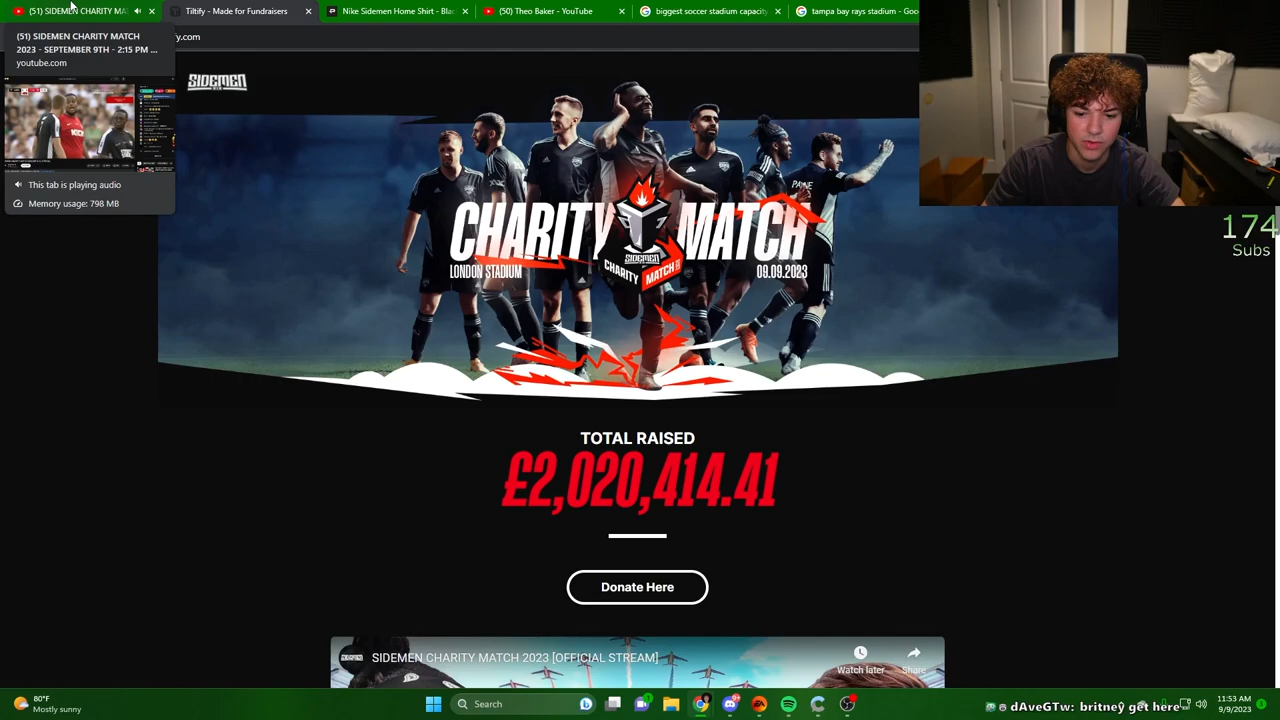 (51) SIDEMEN CHARITY MA
Tiltify - Made for Fundraisers
Nike Sidemen Home Shirt - Blac
(50) Theo Baker - YouTube
biggest soccer stadium capacity
tampa bay rays stadium - Goo
(51) SIDEMEN CHARITY MATCH
2023 - SEPTEMBER 9TH - 2:15 PM ...
youtube.com
fy.com
This tab is playing audio
Memory usage: 798 MB
SIDEMEN
PAYNE
CHARITY MATCH
LONDON STADIUM
09.09.2023
SIDEMEN
CHARITY MATCH
174
Subs
TOTAL RAISED
£2,020,414.41
Donate Here
SIDEMEN
SIDEMEN CHARITY MATCH 2023 [OFFICIAL STREAM]
Watch later
Share
80°F
Mostly sunny
Search
dAveGTw: britney get here
11:53 AM
9/9/2023